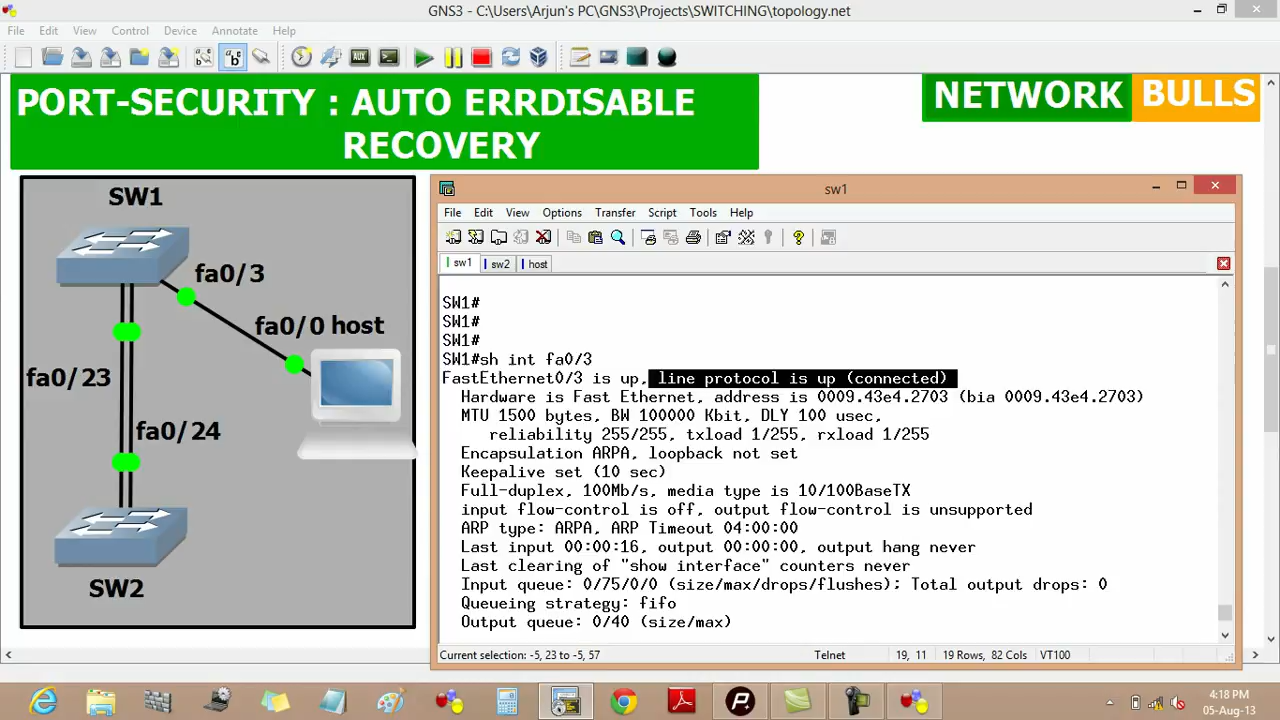 GNS3 - C:\Users\Arjun's PC\GNS3\Projects\SWITCHING\topology.net
File Edit View Control Device Annotate Help
PORT-SECURITY : AUTO ERRDISABLE
RECOVERY
NETWORK BULLS
SW1
fa0/3
fa0/0 host
fa0/23
fa0/24
SW2
sw1
File Edit View Options Transfer Script Tools Help
sw1 sw2 host
SW1#
SW1#
SW1#
SW1#sh int fa0/3
FastEthernet0/3 is up, line protocol is up (connected)
Hardware is Fast Ethernet, address is 0009.43e4.2703 (bia 0009.43e4.2703)
MTU 1500 bytes, BW 100000 Kbit, DLY 100 usec,
reliability 255/255, txload 1/255, rxload 1/255
Encapsulation ARPA, loopback not set
Keepalive set (10 sec)
Full-duplex, 100Mb/s, media type is 10/100BaseTX
input flow-control is off, output flow-control is unsupported
ARP type: ARPA, ARP Timeout 04:00:00
Last input 00:00:16, output 00:00:00, output hang never
Last clearing of "show interface" counters never
Input queue: 0/75/0/0 (size/max/drops/flushes); Total output drops: 0
Queueing strategy: fifo
Output queue: 0/40 (size/max)
Current selection: -5, 23 to -5, 57 Telnet 19, 11 19 Rows, 82 Cols VT100
4:18 PM
05-Aug-13